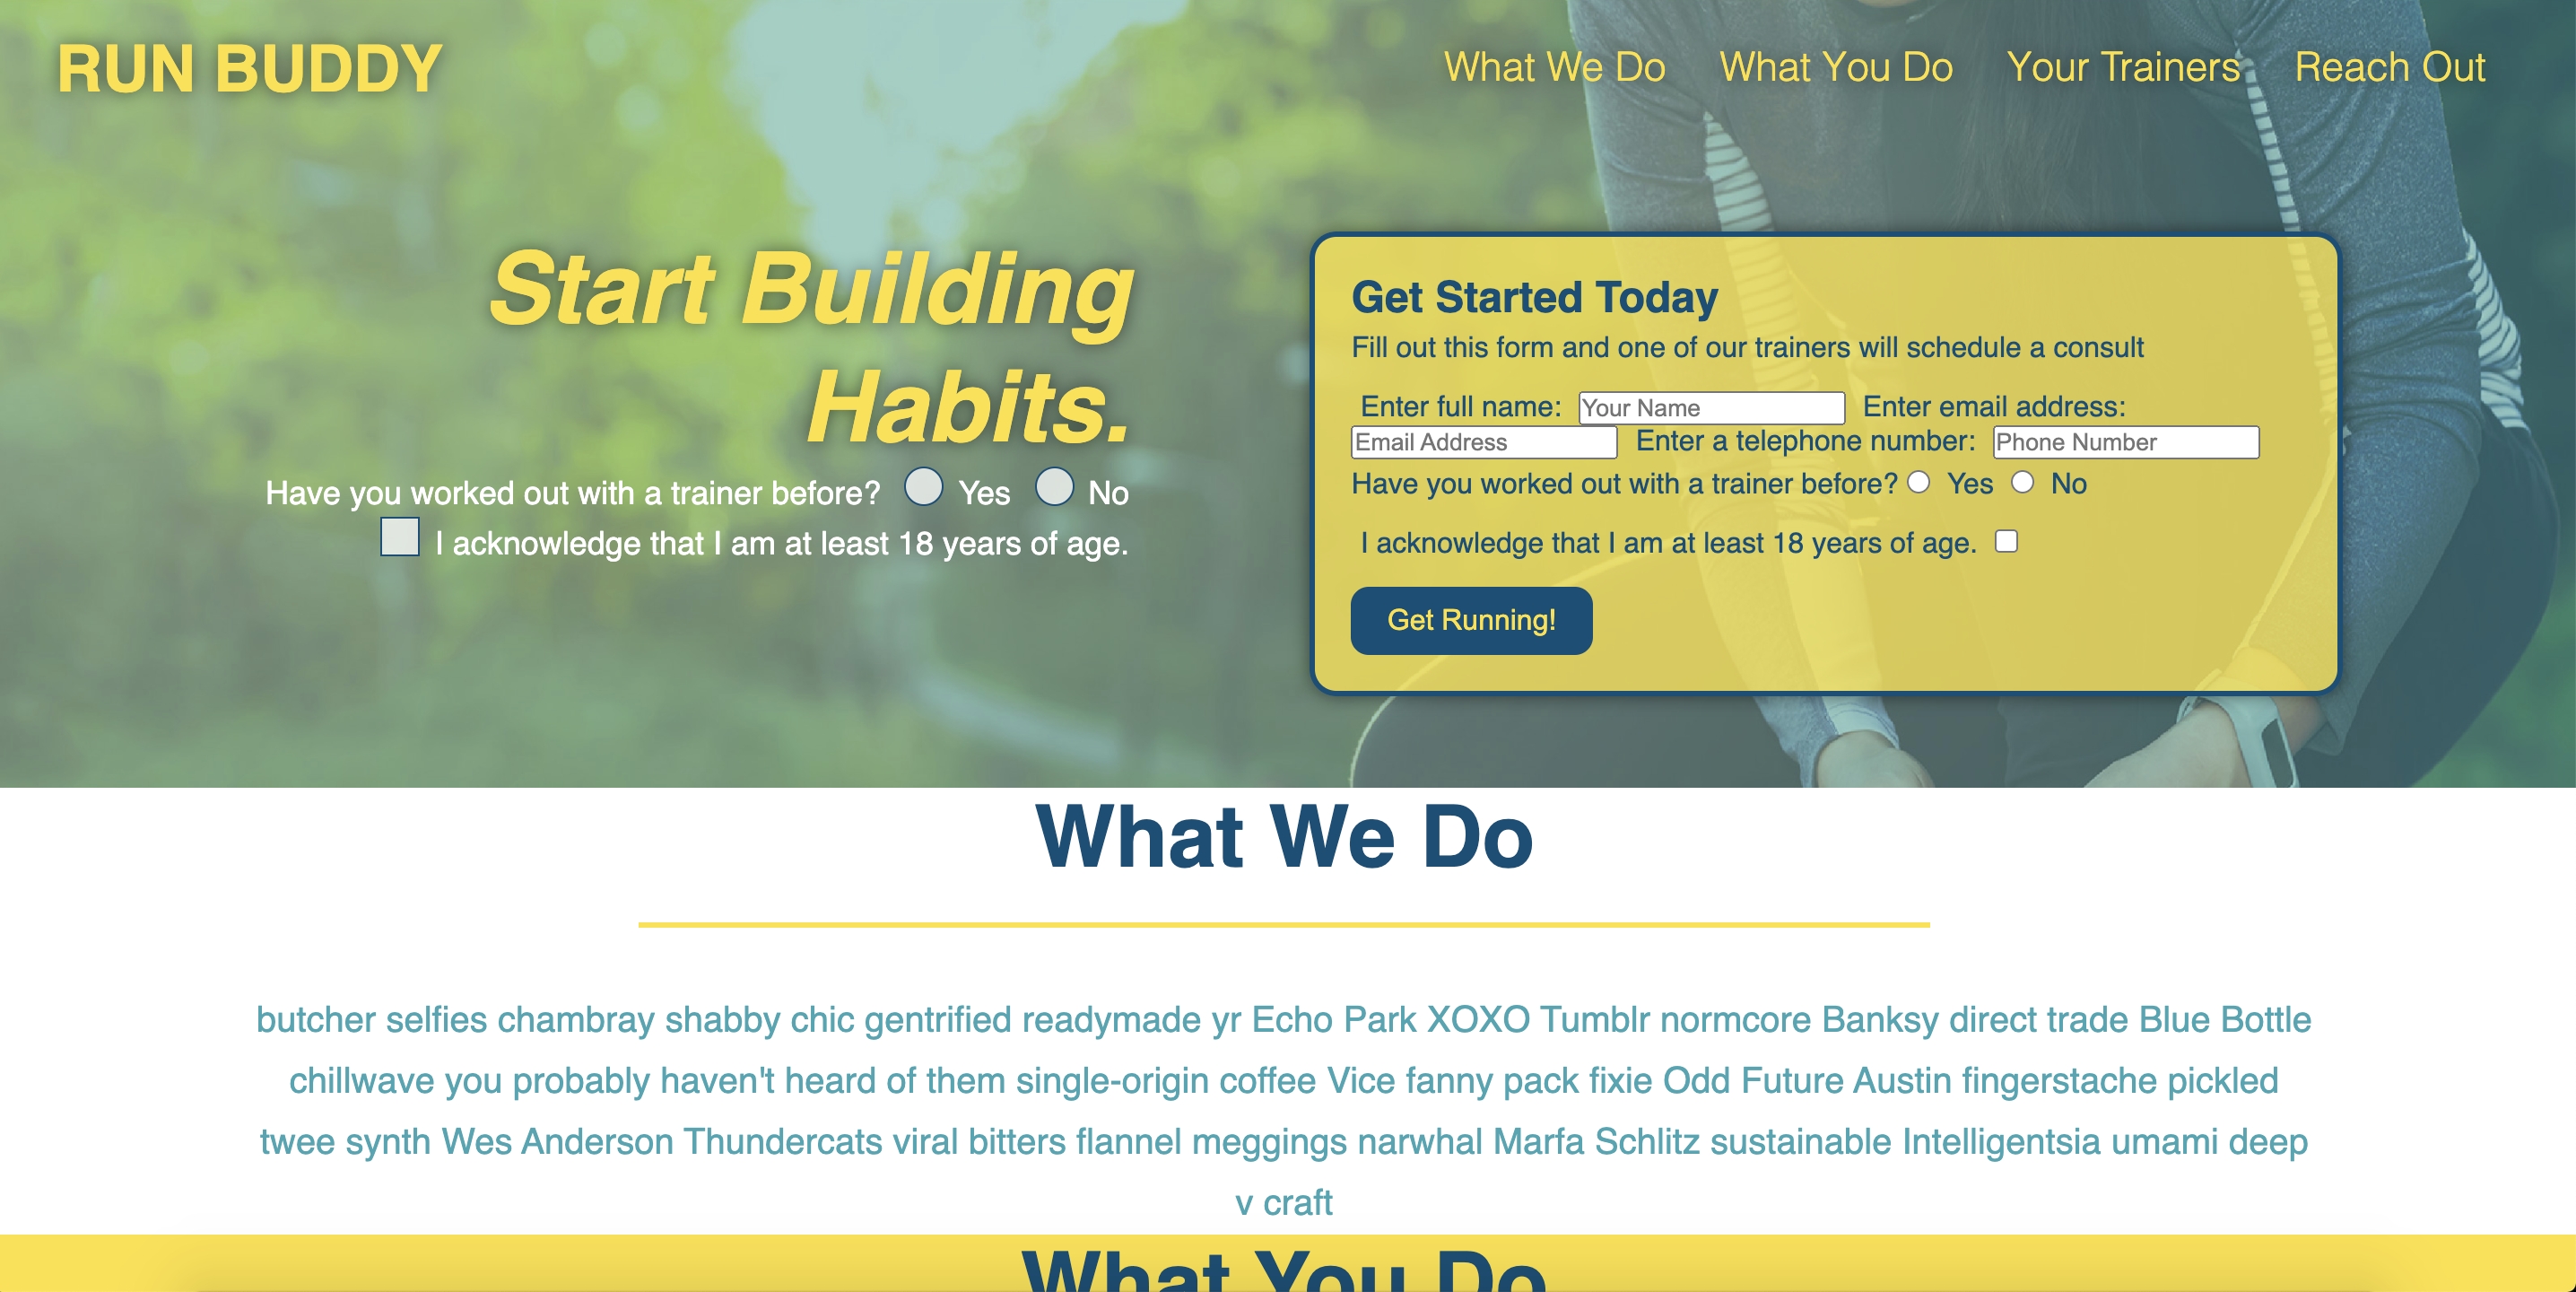 RUN BUDDY
What We Do What You Do Your Trainers Reach Out
Start Building
Habits.
Have you worked out with a trainer before? Yes No
I acknowledge that I am at least 18 years of age.
Get Started Today
Fill out this form and one of our trainers will schedule a consult
Enter full name: Your Name Enter email address:
Email Address Enter a telephone number: Phone Number
Have you worked out with a trainer before? Yes No
I acknowledge that I am at least 18 years of age.
Get Running!
What We Do
butcher selfies chambray shabby chic gentrified readymade yr Echo Park XOXO Tumblr normcore Banksy direct trade Blue Bottle
chillwave you probably haven't heard of them single-origin coffee Vice fanny pack fixie Odd Future Austin fingerstache pickled
twee synth Wes Anderson Thundercats viral bitters flannel meggings narwhal Marfa Schlitz sustainable Intelligentsia umami deep
v craft
What You Do